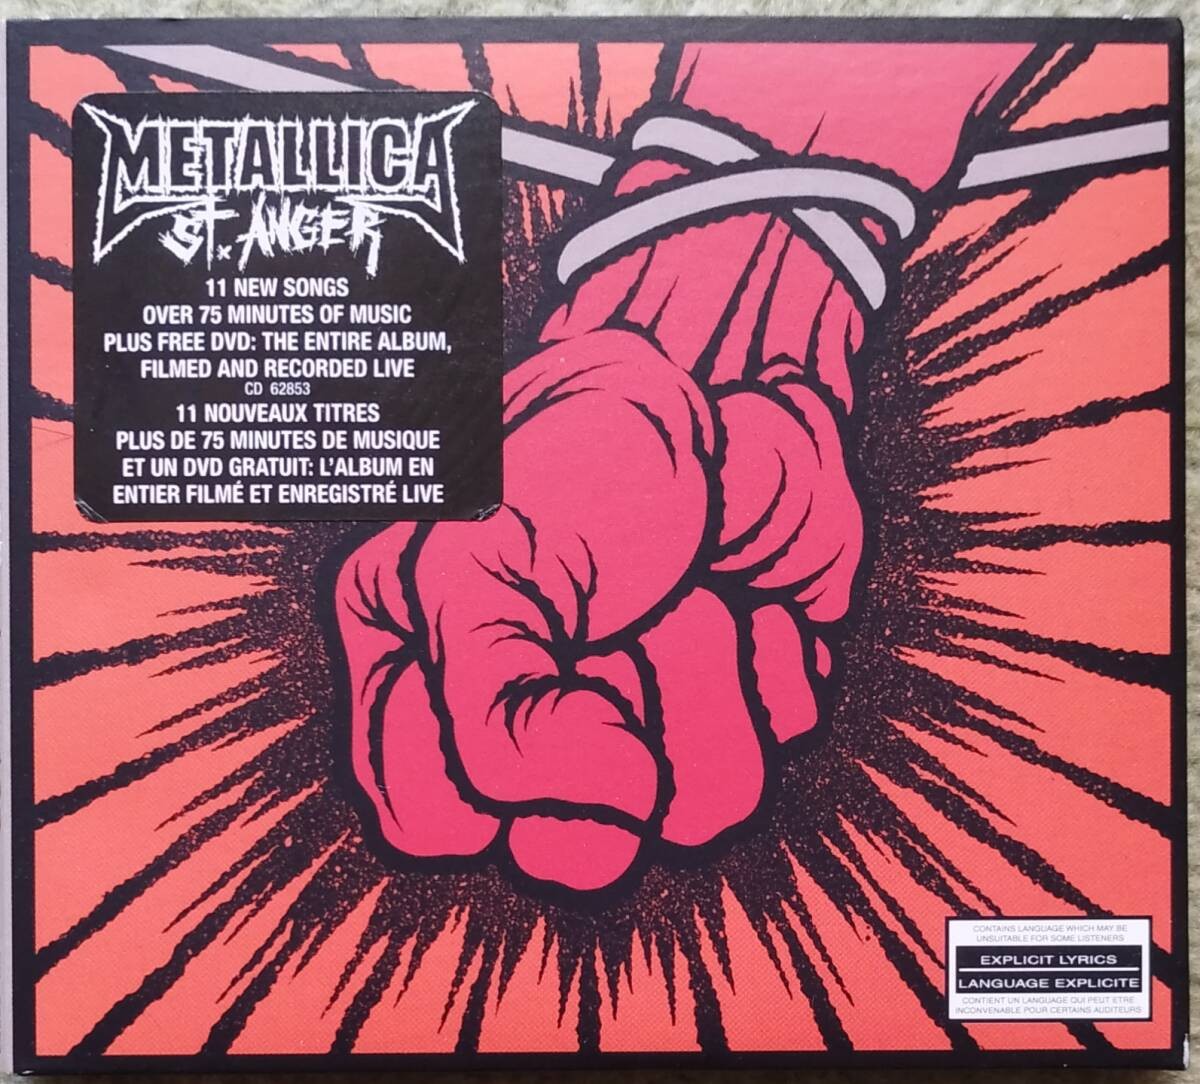 METALLICA
ST. ANGER
11 NEW SONGS
OVER 75 MINUTES OF MUSIC
PLUS FREE DVD: THE ENTIRE ALBUM,
FILMED AND RECORDED LIVE
CD 62853
11 NOUVEAUX TITRES
PLUS DE 75 MINUTES DE MUSIQUE
ET UN DVD GRATUIT: L'ALBUM EN
ENTIER FILMÉ ET ENREGISTRÉ LIVE
CONTAINS LANGUAGE WHICH MAY BE
UNSUITABLE FOR SOME LISTENERS
EXPLICIT LYRICS
LANGUAGE EXPLICITE
CONTIENT UN LANGUAGE QUI PEUT ETRE
INCONVENABLE POUR CERTAINS AUDITEURS